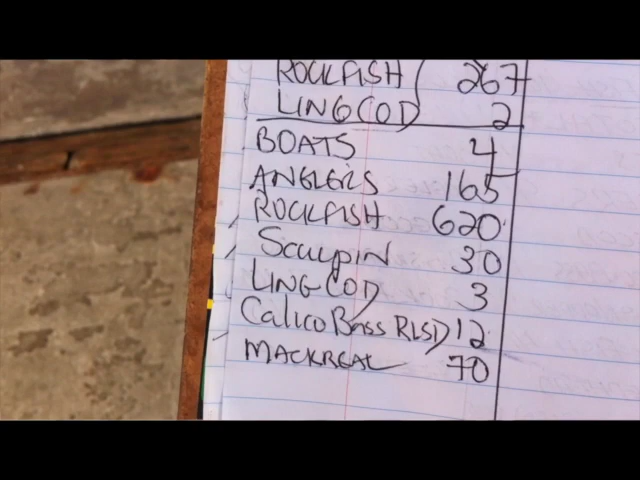 ROCKFISH 267
LINGCOD 2
BOATS 4
ANGLERS 165
ROCKFISH 620
SCULPIN 30
LINGCOD 3
Calico Bass RLSD 12
MACKREAL 70